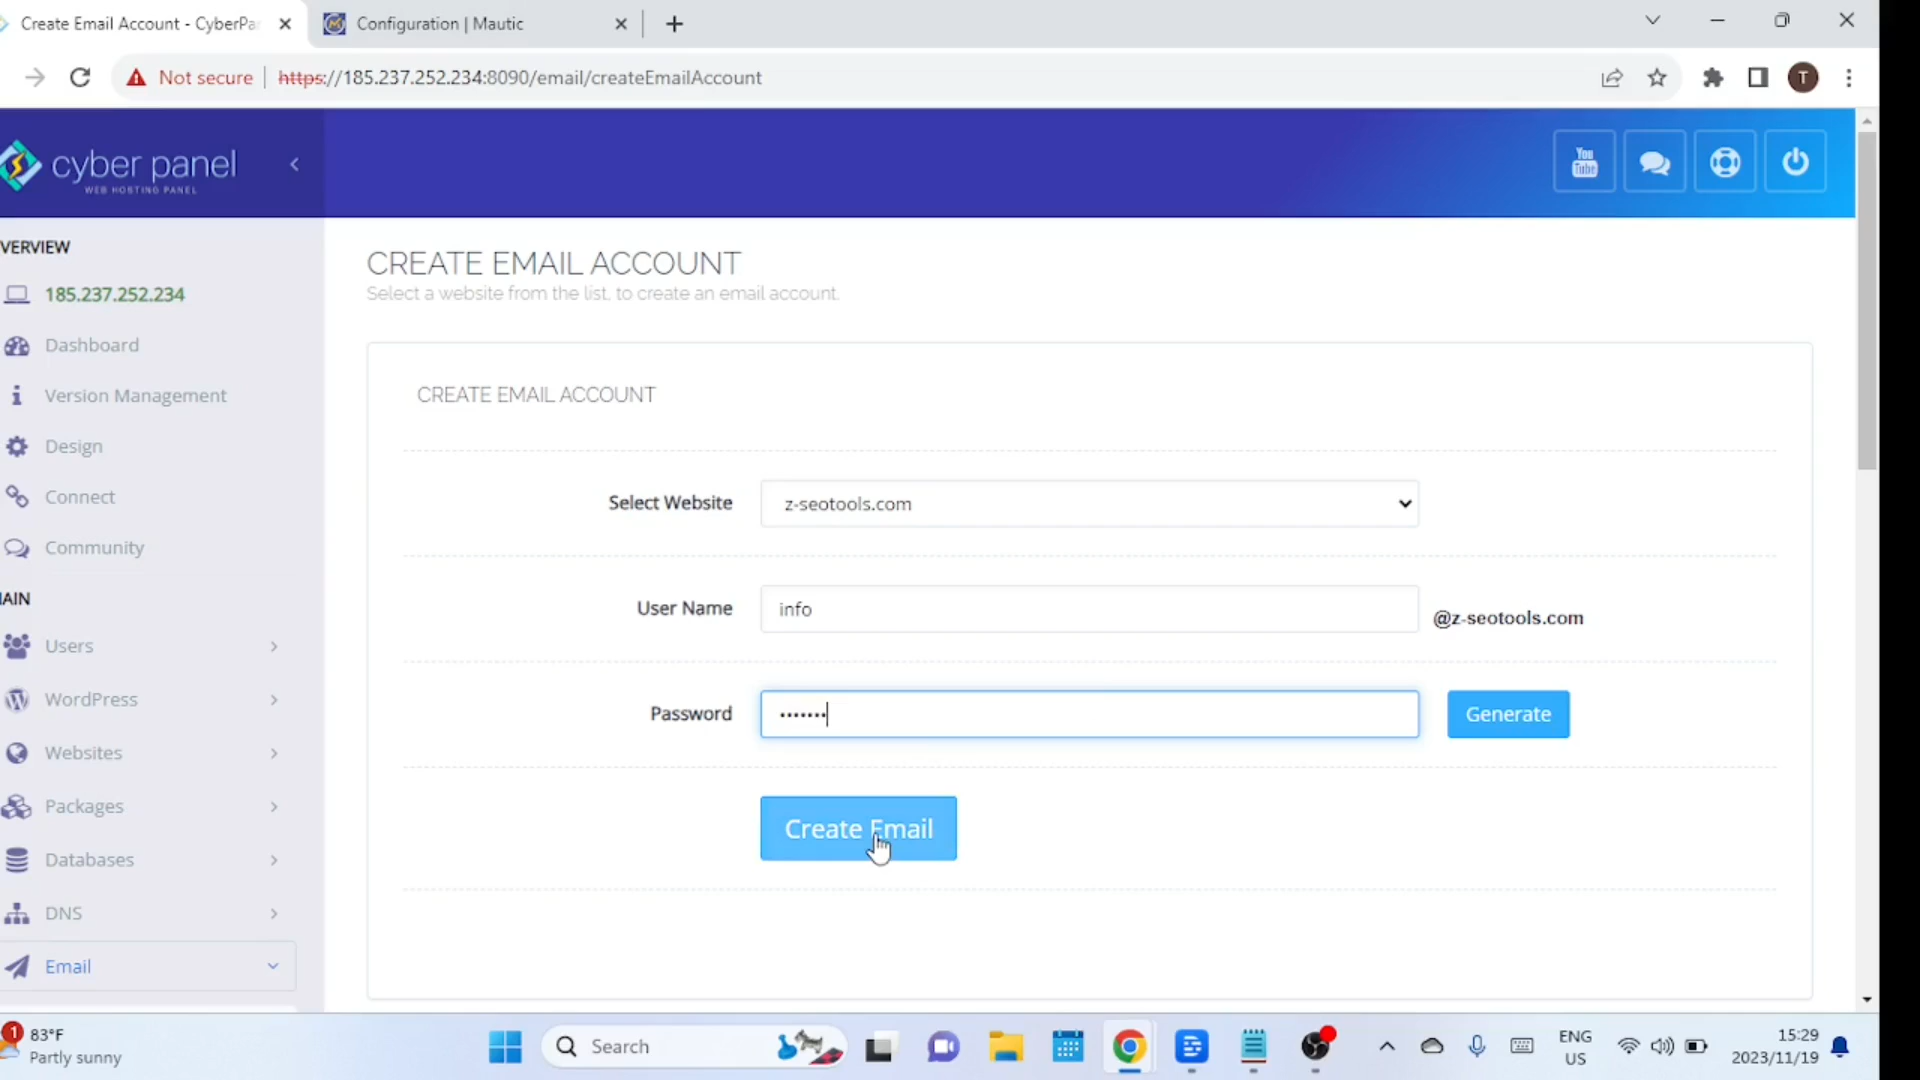 Create Email Account - CyberPa
Configuration | Mautic
Not secure
https://185.237.252.234:8090/email/createEmailAccount
T
cyber panel
WEB HOSTING PANEL
You
Tube
VERVIEW
185.237.252.234
Dashboard
Version Management
Design
Connect
Community
AIN
Users
WordPress
Websites
Packages
Databases
DNS
Email
CREATE EMAIL ACCOUNT
Select a website from the list, to create an email account.
CREATE EMAIL ACCOUNT
Select Website
z-seotools.com
User Name
info
@z-seotools.com
Password
•••••••
Generate
Create Email
1
83°F
Partly sunny
Search
ENG
US
15:29
2023/11/19